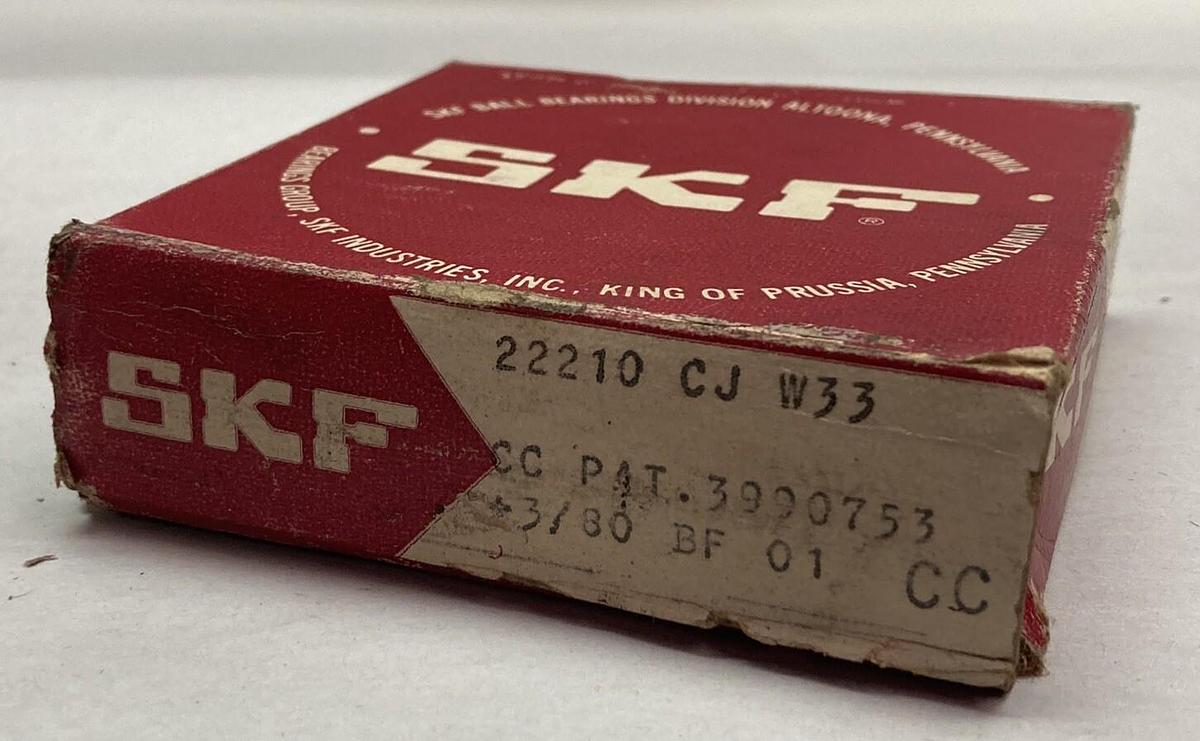 SKF BALL BEARINGS DIVISION ALTOONA, PENNSYLVANIA
SKF ®
BEARINGS GROUP, SKF INDUSTRIES, INC., KING OF PRUSSIA, PENNSYLVANIA
SKF
22210 CJ W33
CC PAT.3990753
*3/80 BF 01
CC